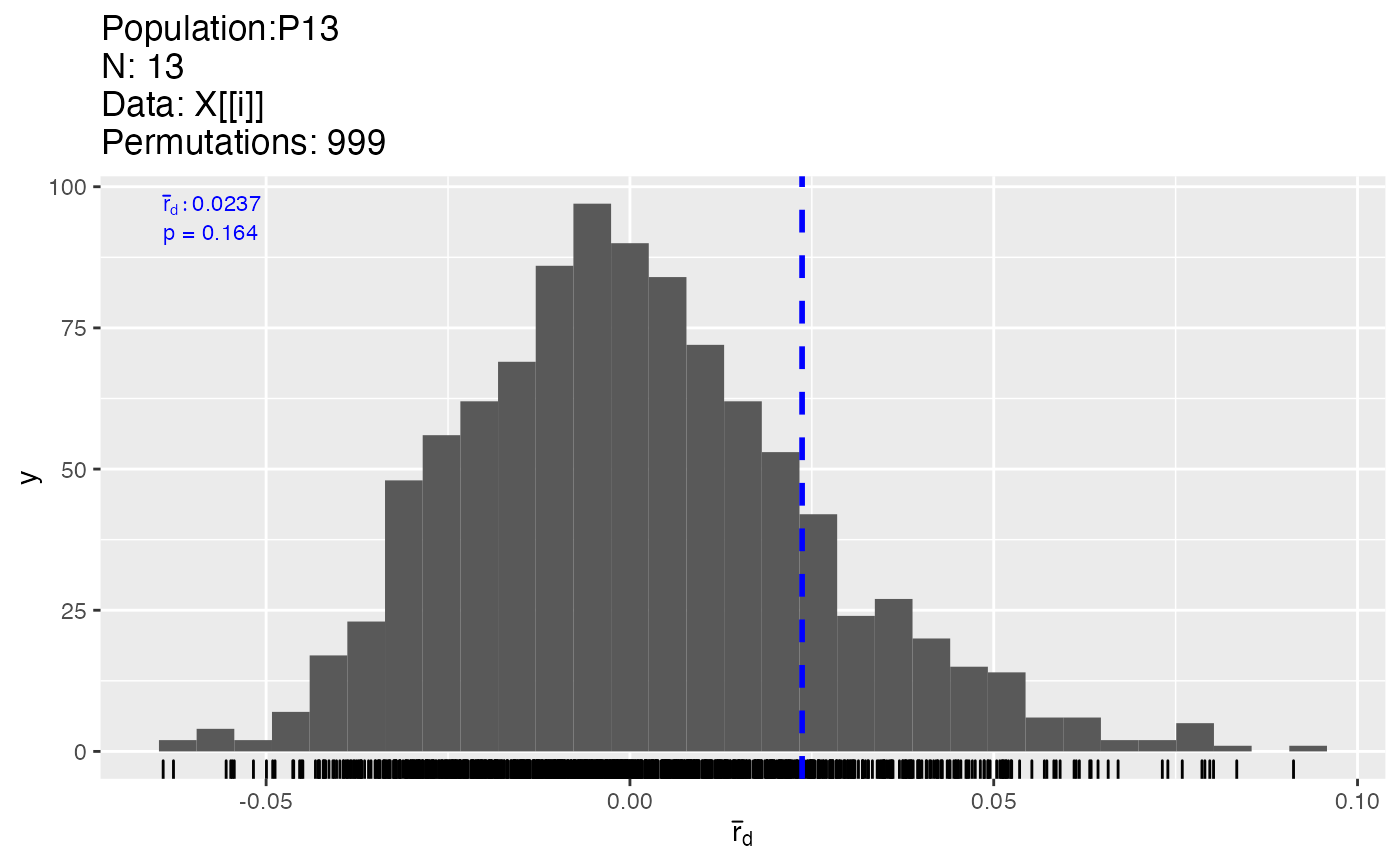 Population:P13
N: 13
Data: X[[i]]
Permutations: 999
r̄d: 0.0237
p = 0.164
100
75
50
25
0
y
-0.05 0.00 0.05 0.10
r̄d